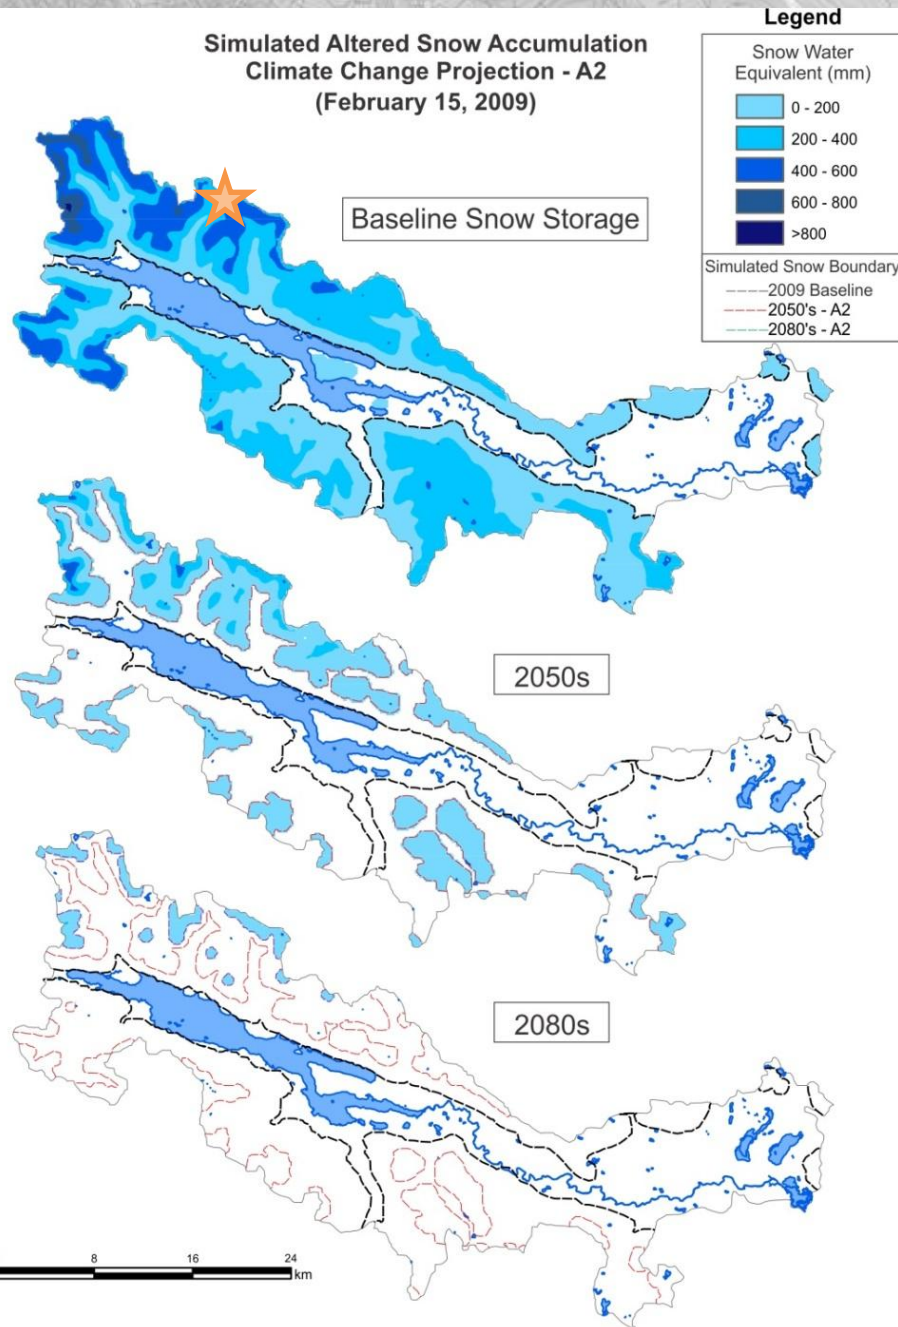 Simulated Altered Snow Accumulation
Climate Change Projection - A2
(February 15, 2009)
Legend
Snow Water
Equivalent (mm)
0 - 200
200 - 400
400 - 600
600 - 800
>800
Simulated Snow Boundary
2009 Baseline
2050's - A2
2080's - A2
Baseline Snow Storage
2050s
2080s
8 16 24
km